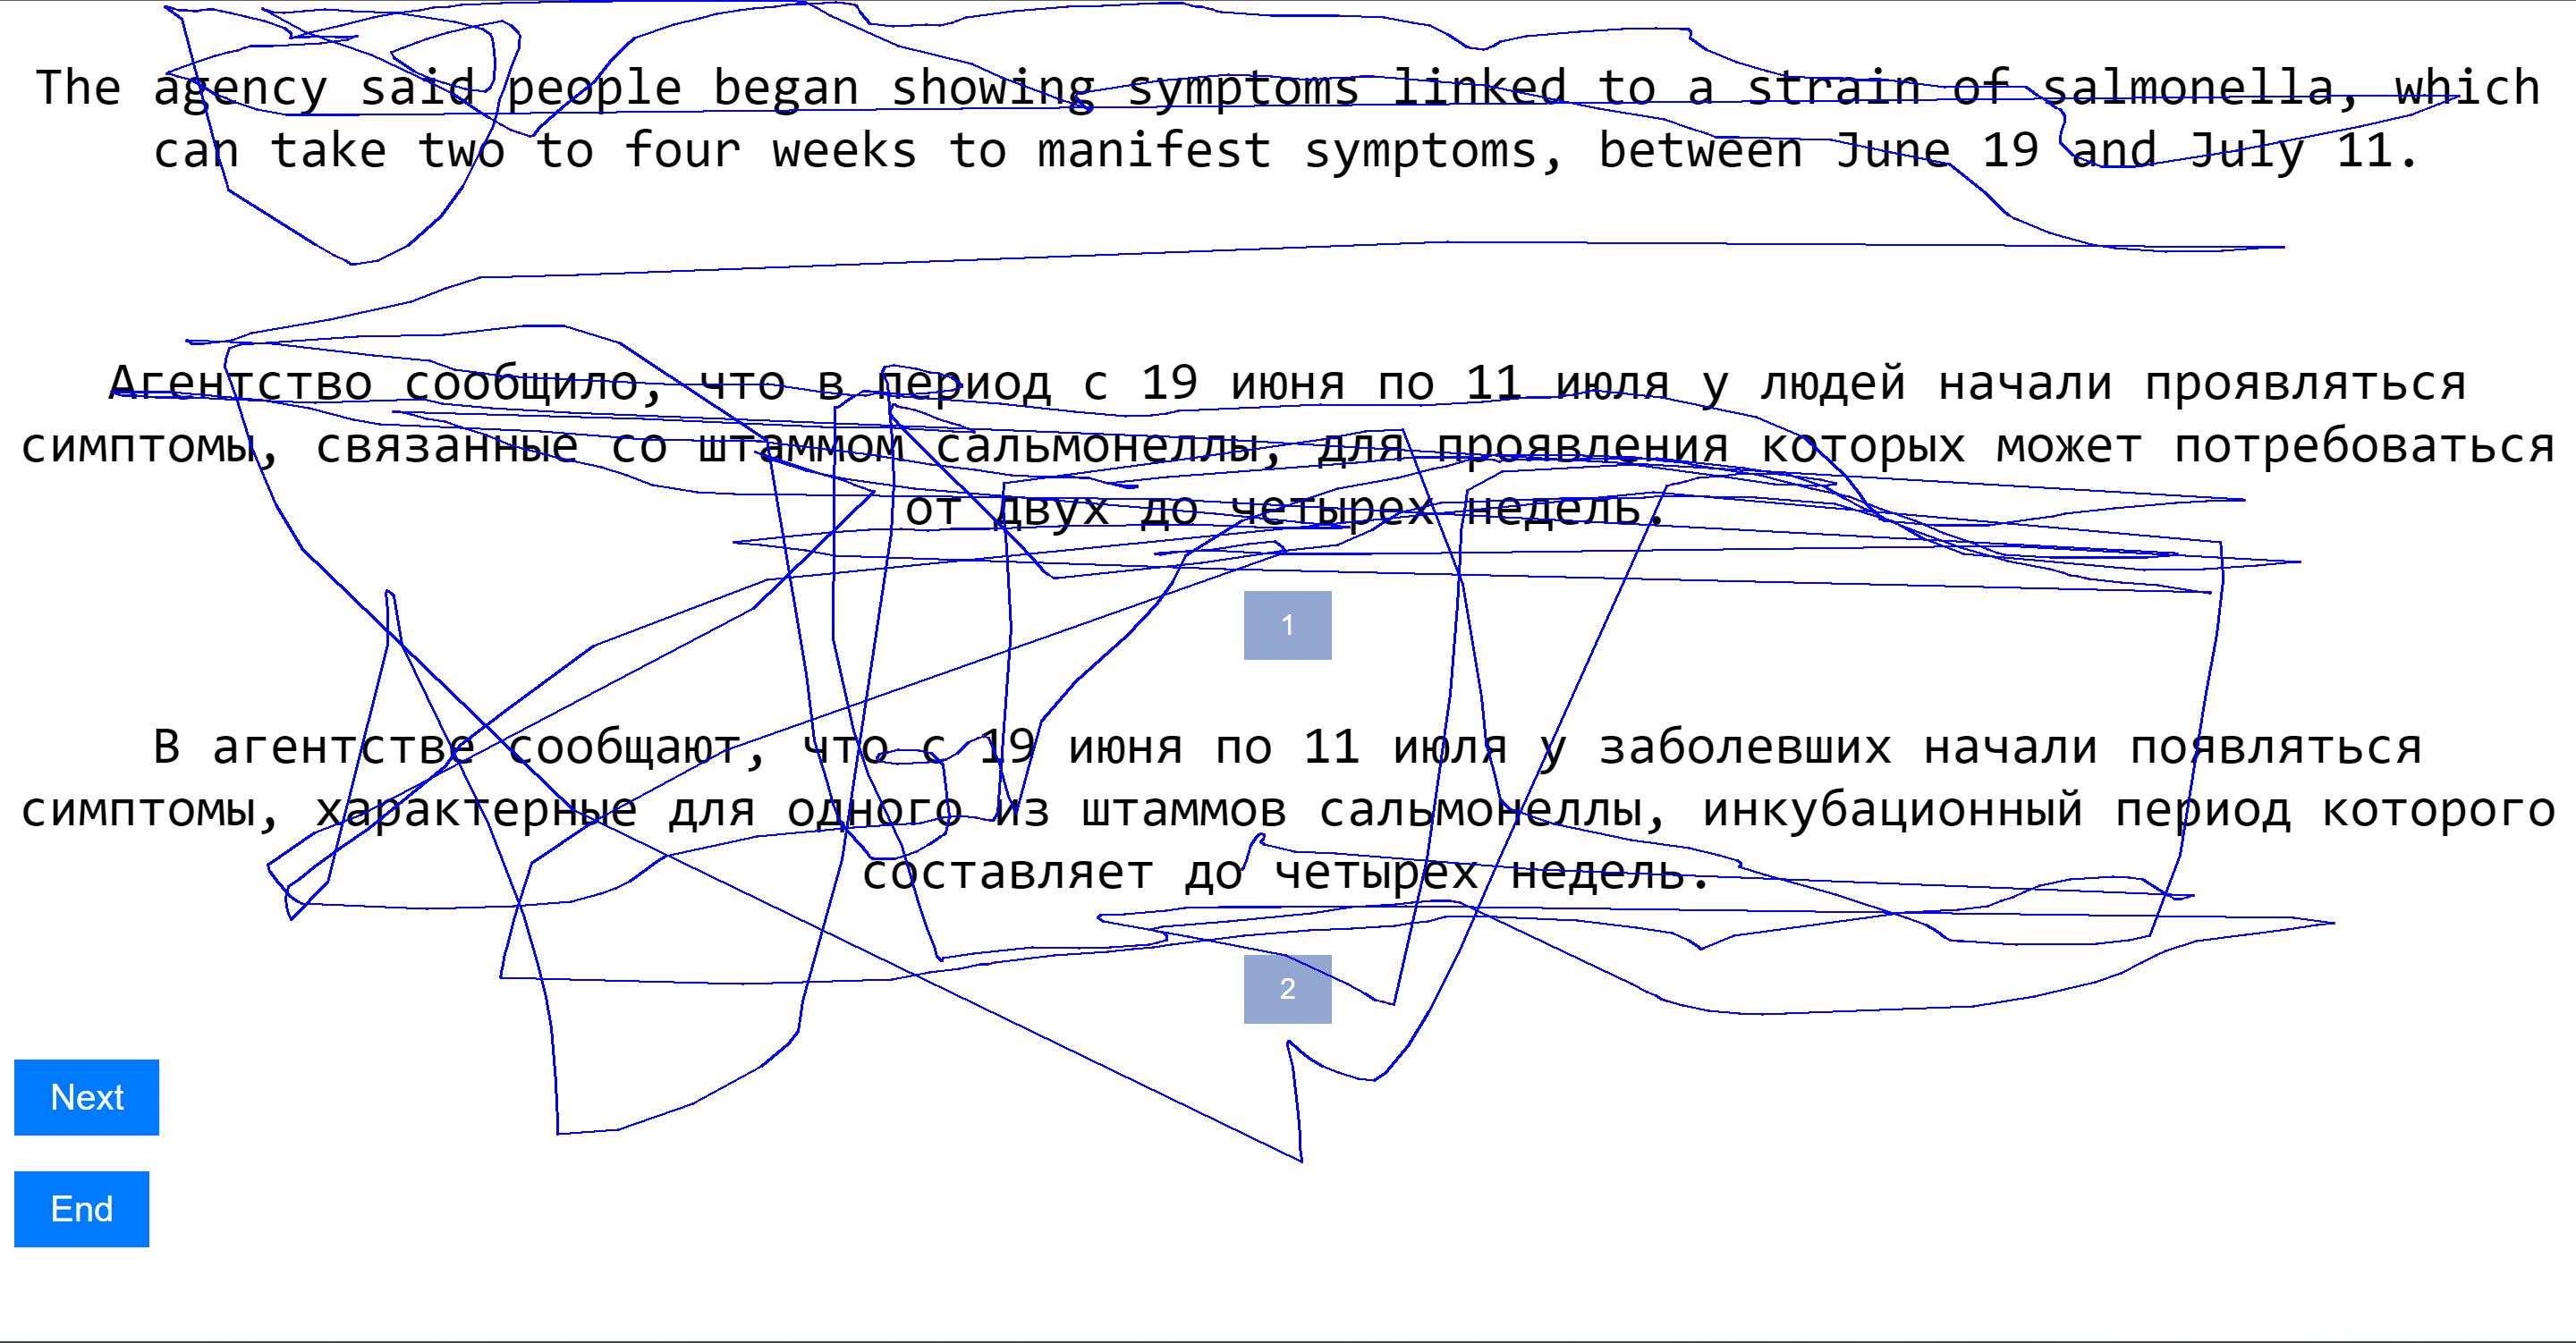 The agency said people began showing symptoms linked to a strain of salmonella, which
can take two to four weeks to manifest symptoms, between June 19 and July 11.
Агентство сообщило, что в период с 19 июня по 11 июля у людей начали проявляться
симптомы, связанные со штаммом сальмонеллы, для проявления которых может потребоваться
от двух до четырех недель.
1
В агентстве сообщают, что с 19 июня по 11 июля у заболевших начали появляться
симптомы, характерные для одного из штаммов сальмонеллы, инкубационный период которого
составляет до четырех недель.
2
Next
End